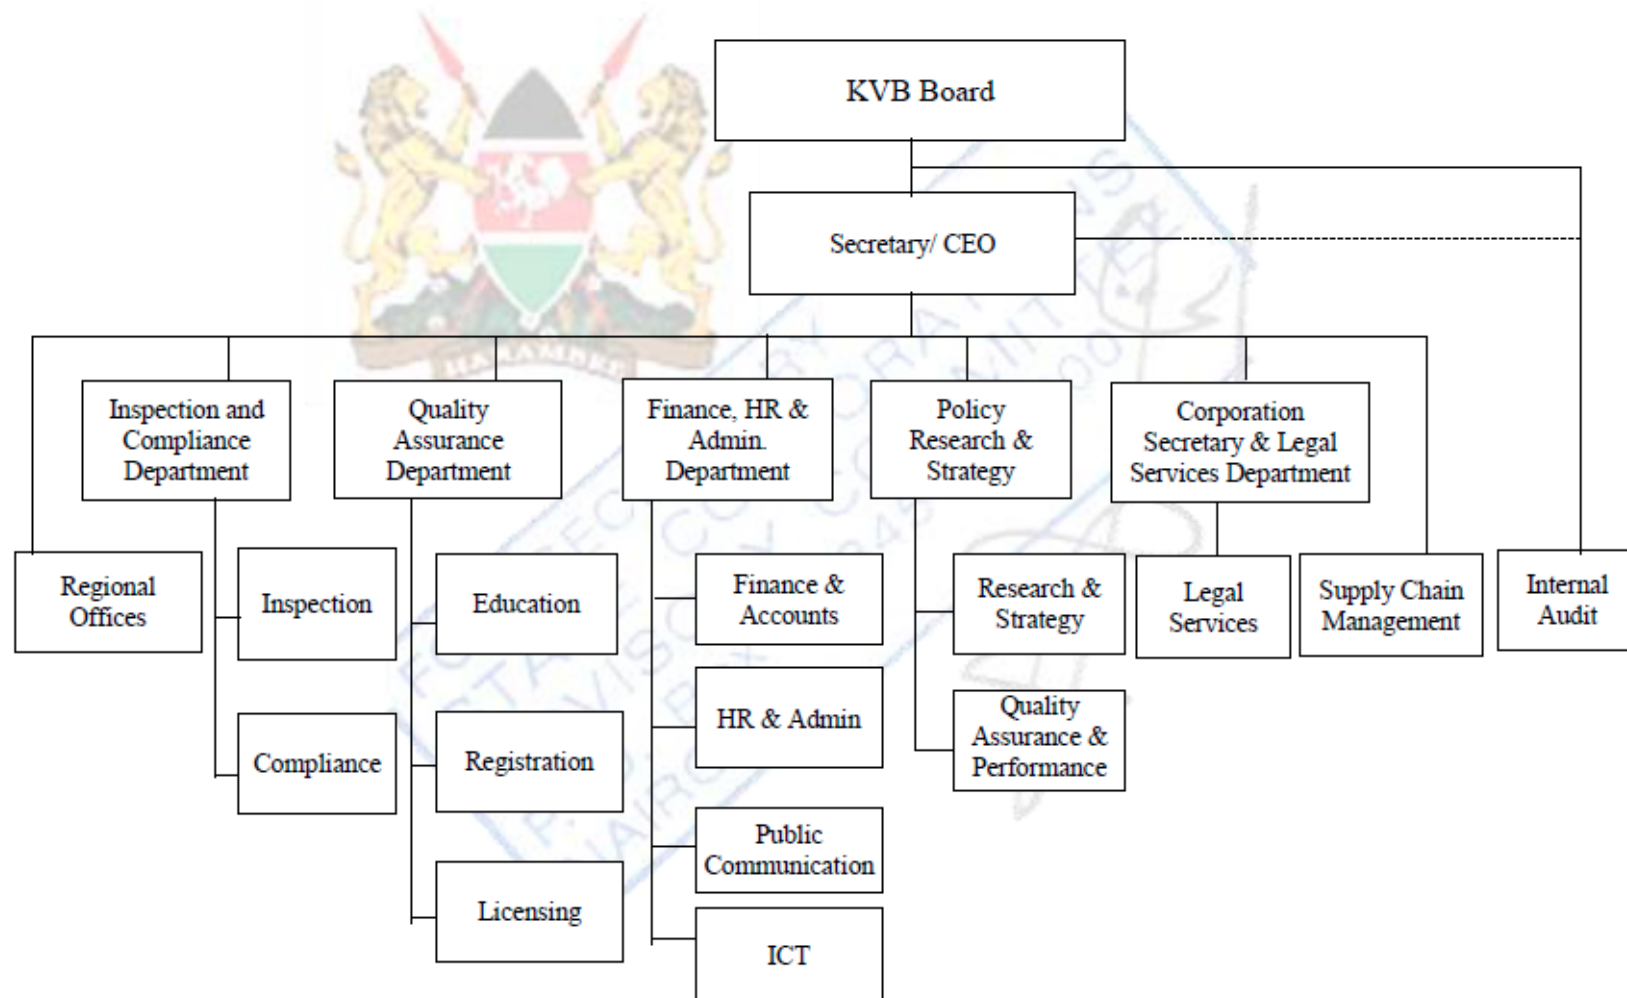 KVB Board
Secretary/ CEO
Inspection and
Compliance
Department
Quality
Assurance
Department
Finance, HR &
Admin.
Department
Policy
Research &
Strategy
Corporation
Secretary & Legal
Services Department
Regional
Offices
Inspection
Education
Finance &
Accounts
Research &
Strategy
Legal
Services
Supply Chain
Management
Internal
Audit
HR & Admin
Quality
Assurance &
Performance
Compliance
Registration
Public
Communication
Licensing
ICT
HARAMBEE